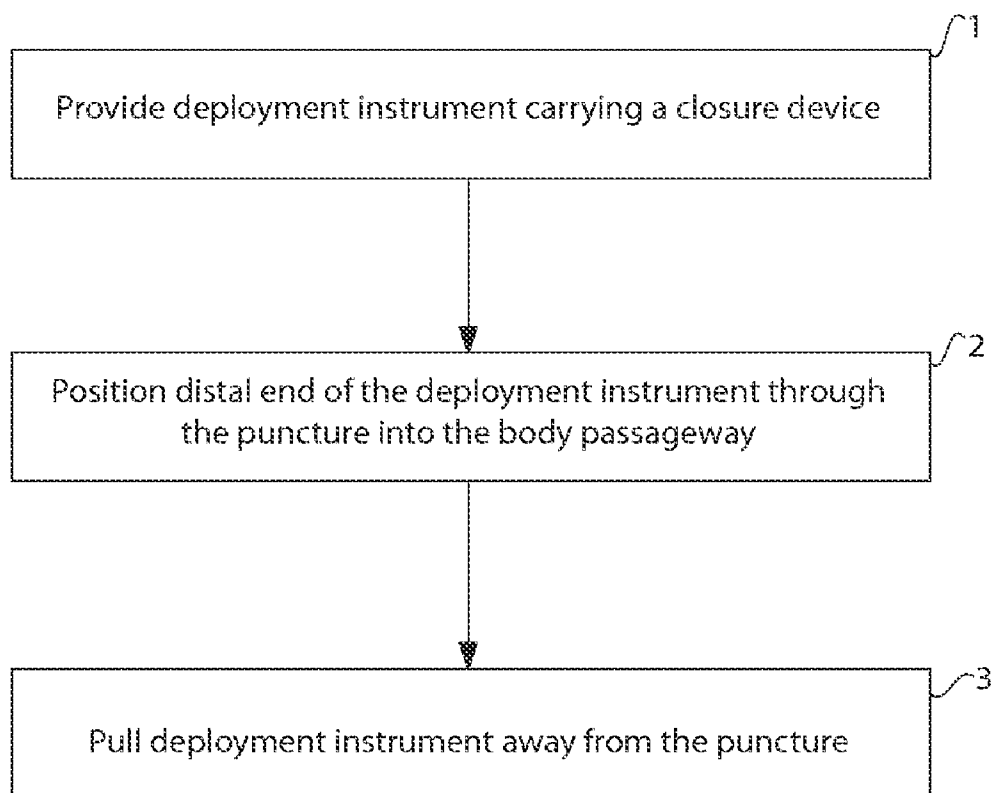 1
Provide deployment instrument carrying a closure device
2
Position distal end of the deployment instrument through
the puncture into the body passageway
3
Pull deployment instrument away from the puncture